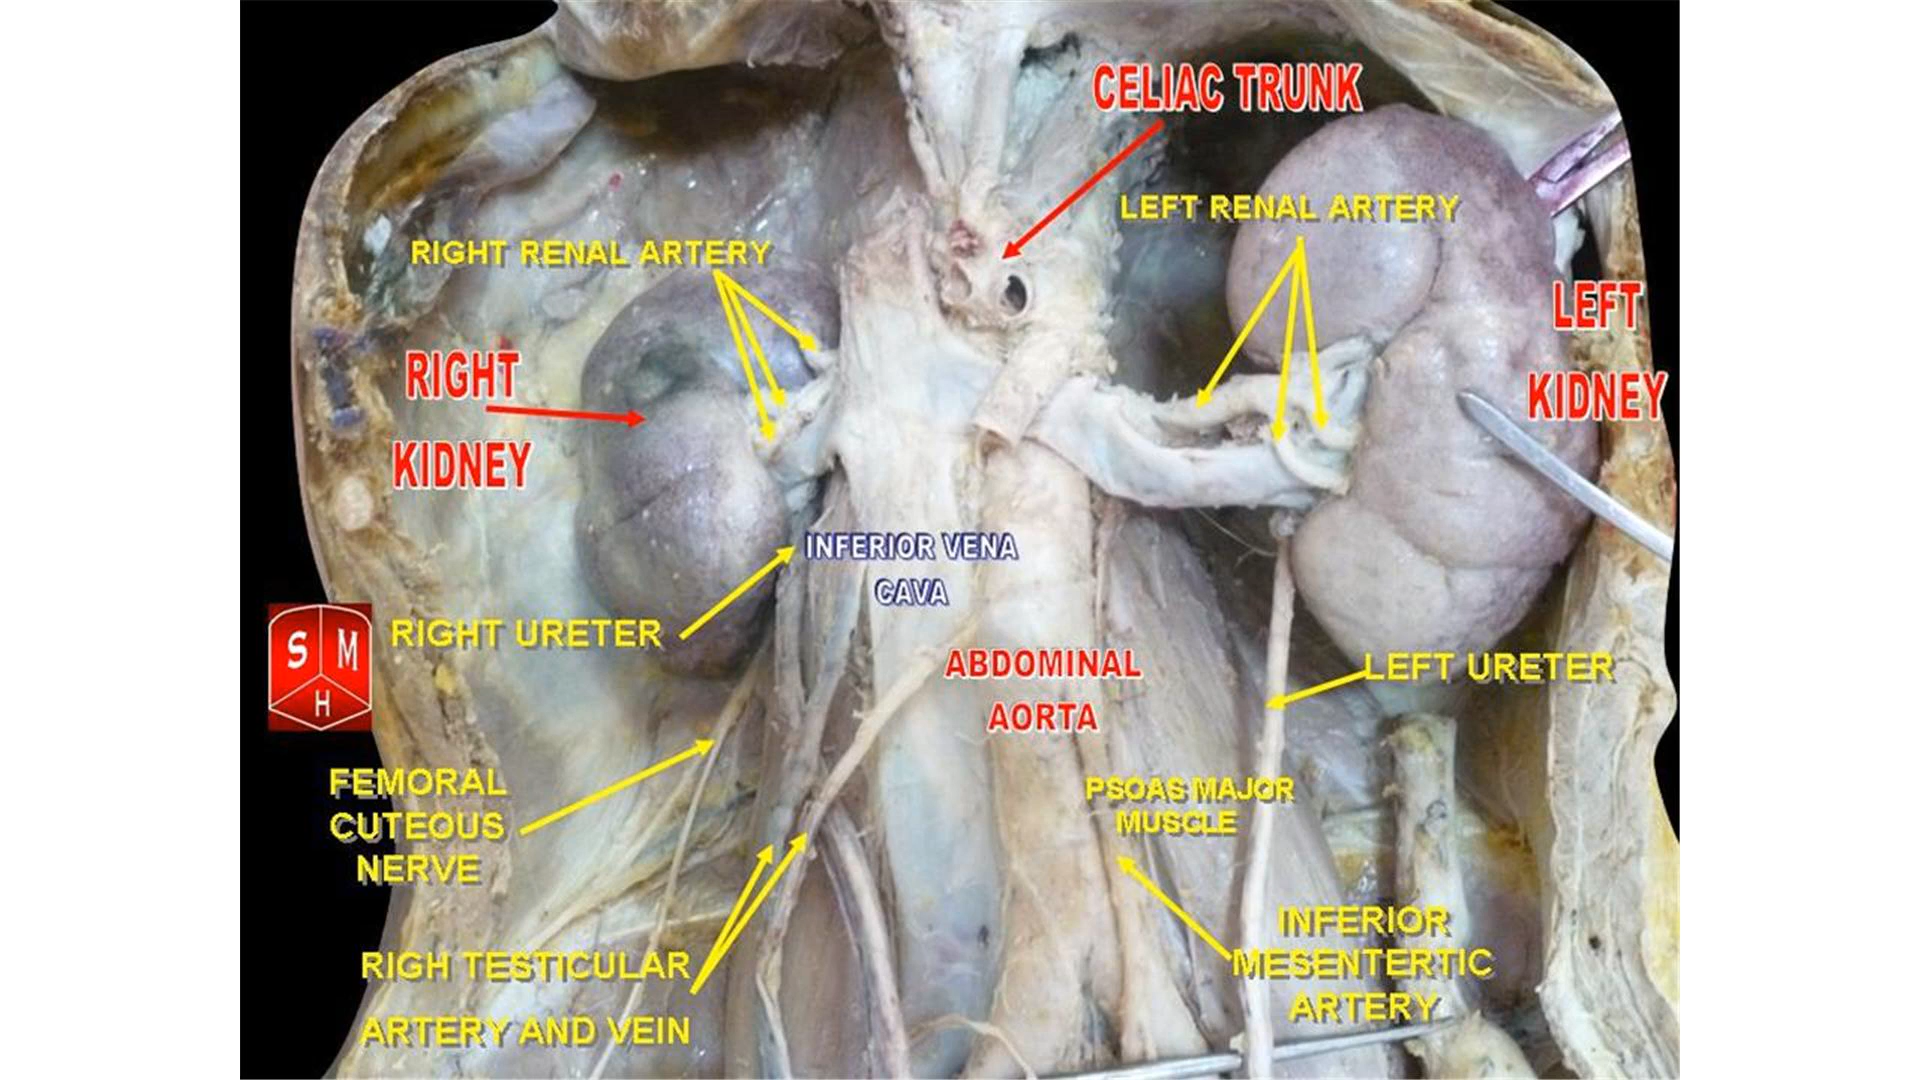 CELIAC TRUNK
LEFT RENAL ARTERY
RIGHT RENAL ARTERY
LEFT
KIDNEY
RIGHT
KIDNEY
INFERIOR VENA
CAVA
RIGHT URETER
ABDOMINAL
AORTA
LEFT URETER
S M
H
FEMORAL
CUTEOUS
NERVE
PSOAS MAJOR
MUSCLE
INFERIOR
MESENTERTIC
ARTERY
RIGH TESTICULAR
ARTERY AND VEIN